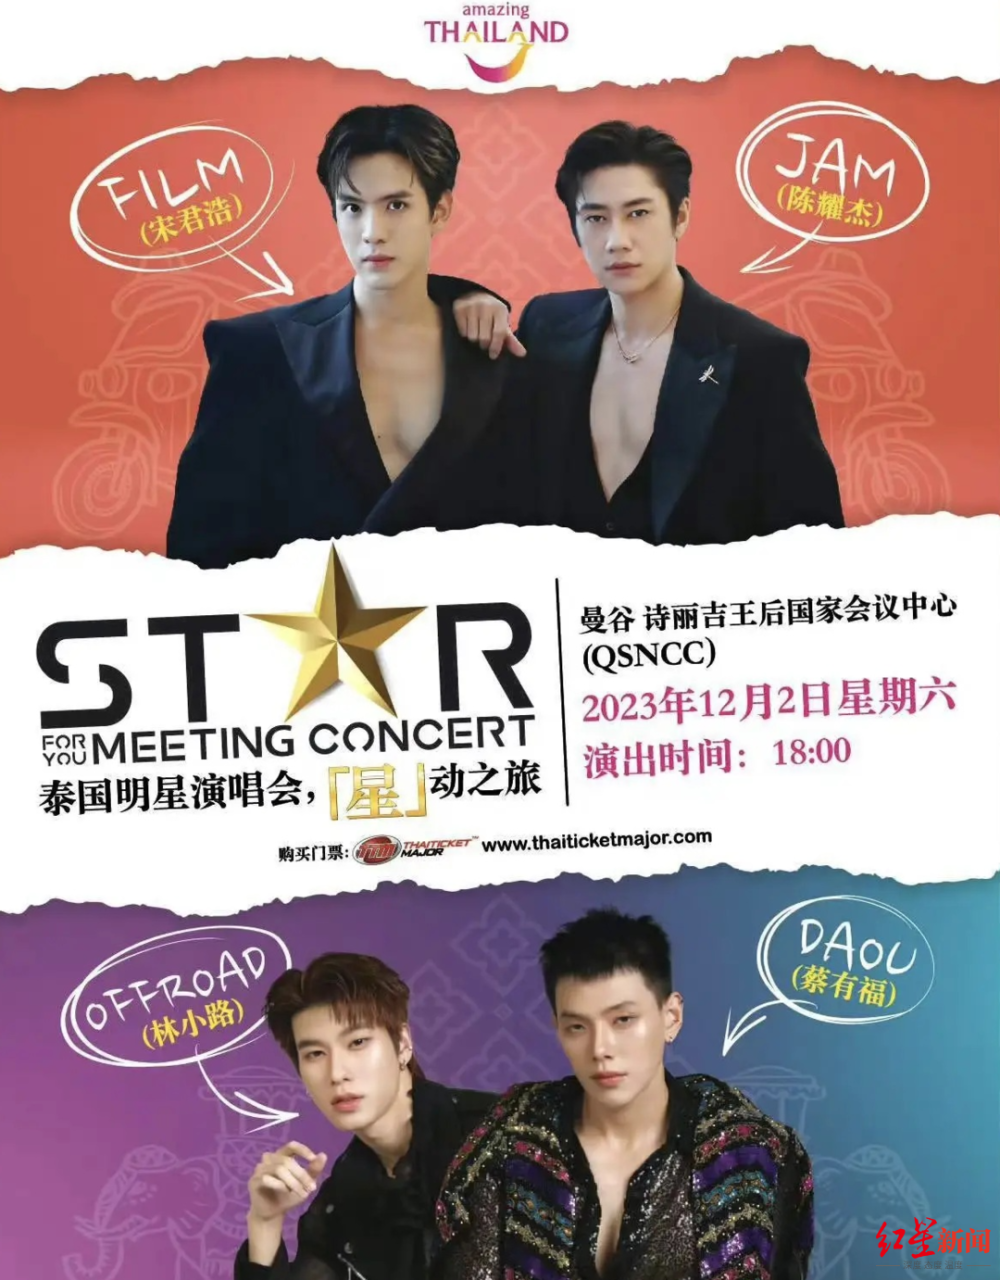 amazing
THAILAND
FILM
(宋君浩)
JAM
(陈耀杰)
STAR
FOR YOU MEETING CONCERT
泰国明星演唱会，「星」动之旅
曼谷 诗丽吉王后国家会议中心
(QSNCC)
2023年12月2日星期六
演出时间：18:00
购买门票: TTM THAITICKET MAJOR™ www.thaiticketmajor.com
OFFROAD
(林小路)
DAOU
(蔡有福)
红星新闻